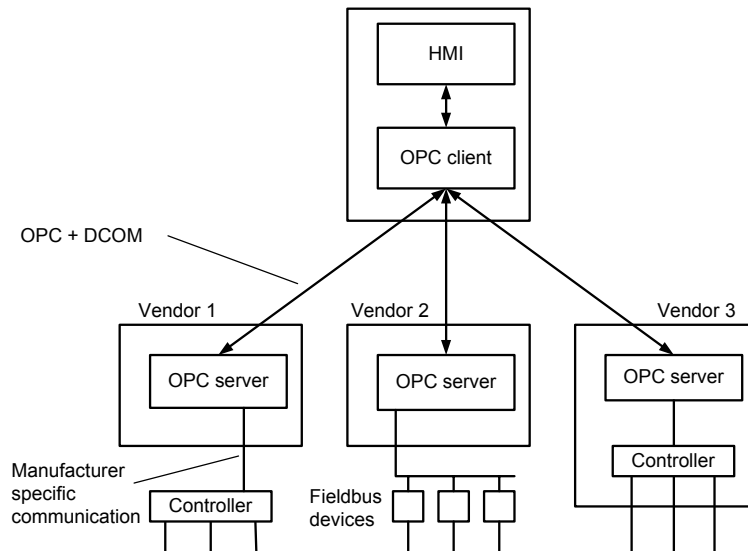 HMI
OPC client
OPC + DCOM
Vendor 1
Vendor 2
Vendor 3
OPC server
OPC server
OPC server
Manufacturer
specific
communication
Controller
Fieldbus
devices
Controller